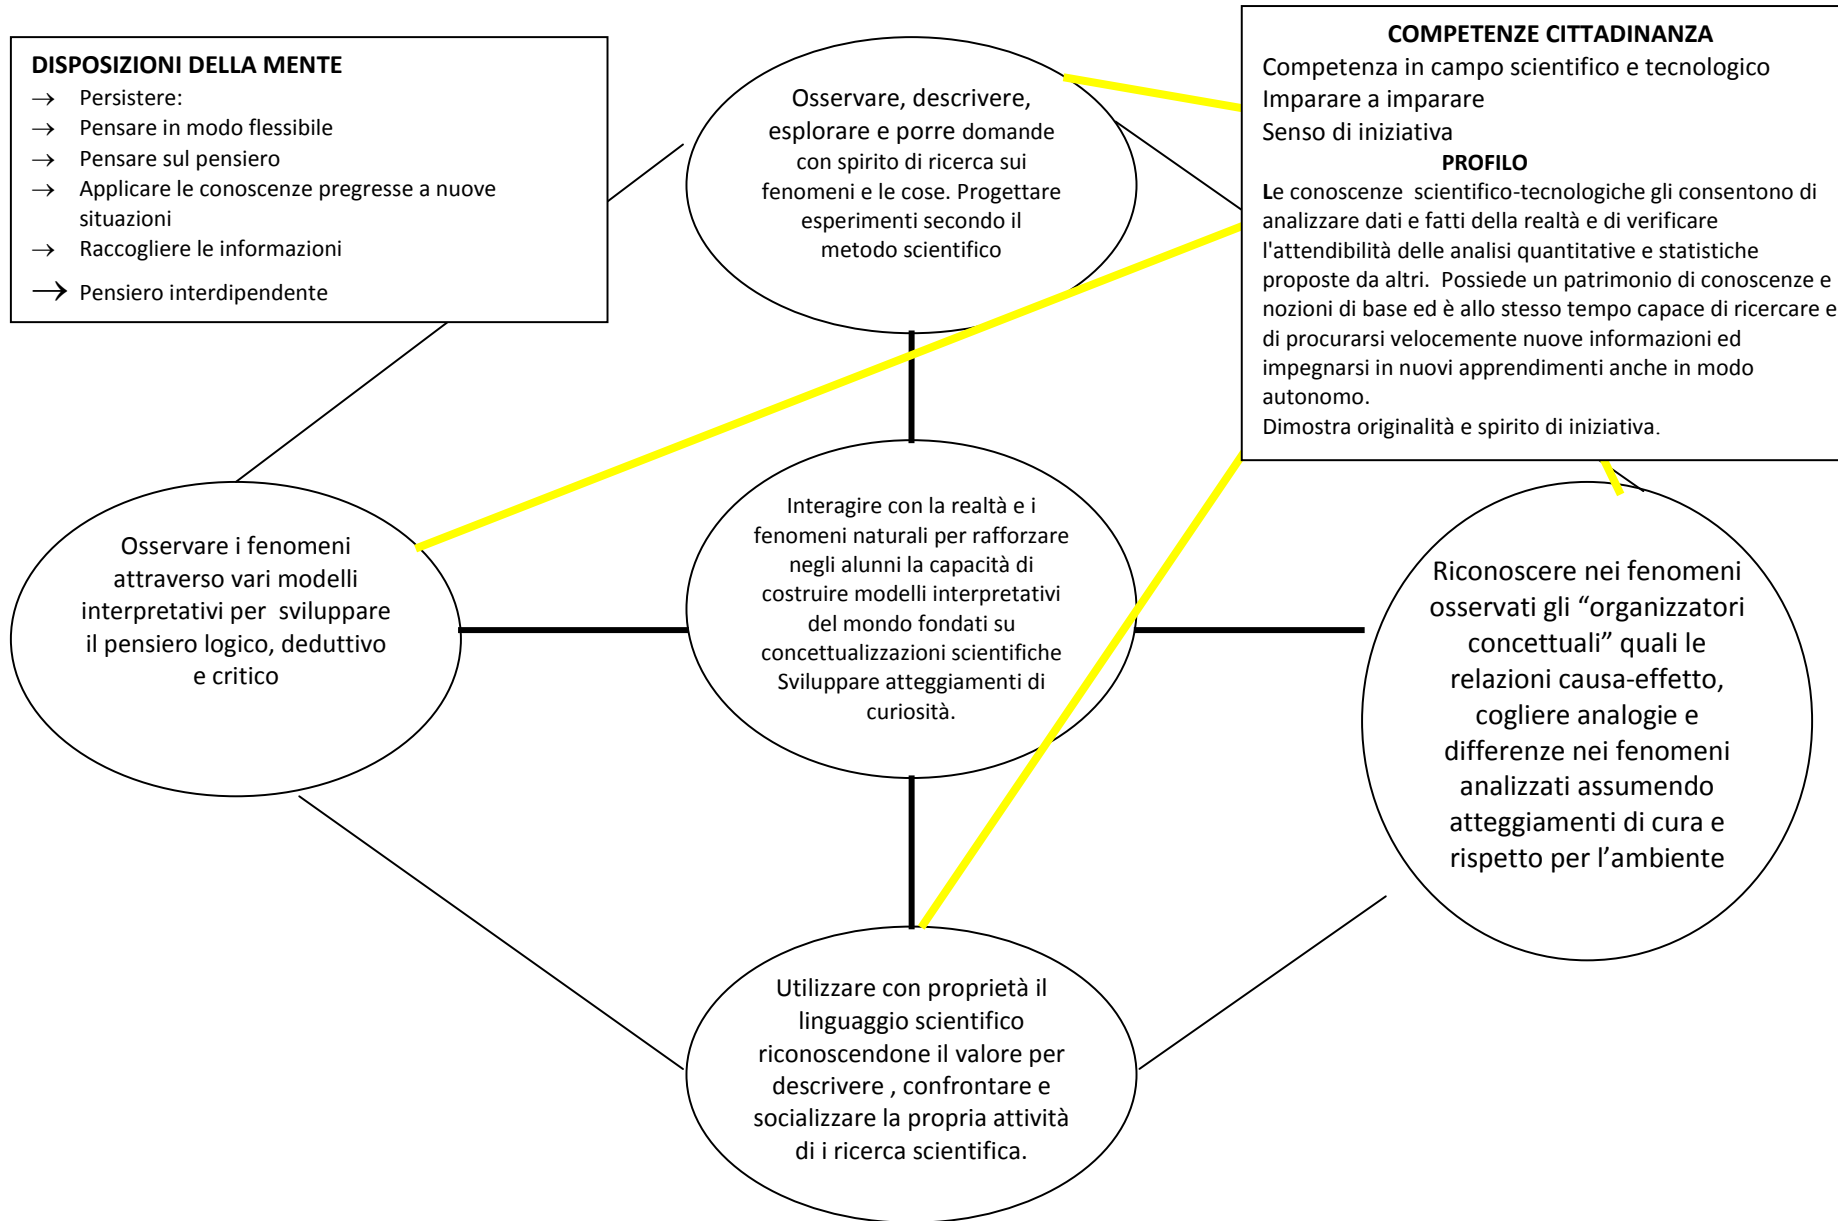 DISPOSIZIONI DELLA MENTE
→ Persistere:
→ Pensare in modo flessibile
→ Pensare sul pensiero
→ Applicare le conoscenze pregresse a nuove
situazioni
→ Raccogliere le informazioni
→ Pensiero interdipendente
Osservare, descrivere,
esplorare e porre domande
con spirito di ricerca sui
fenomeni e le cose. Progettare
esperimenti secondo il
metodo scientifico
COMPETENZE CITTADINANZA
Competenza in campo scientifico e tecnologico
Imparare a imparare
Senso di iniziativa
PROFILO
Le conoscenze  scientifico-tecnologiche gli consentono di
analizzare dati e fatti della realtà e di verificare
l'attendibilità delle analisi quantitative e statistiche
proposte da altri.  Possiede un patrimonio di conoscenze e
nozioni di base ed è allo stesso tempo capace di ricercare e
di procurarsi velocemente nuove informazioni ed
impegnarsi in nuovi apprendimenti anche in modo
autonomo.
Dimostra originalità e spirito di iniziativa.
Osservare i fenomeni
attraverso vari modelli
interpretativi per  sviluppare
il pensiero logico, deduttivo
e critico
Interagire con la realtà e i
fenomeni naturali per rafforzare
negli alunni la capacità di
costruire modelli interpretativi
del mondo fondati su
concettualizzazioni scientifiche
Sviluppare atteggiamenti di
curiosità.
Riconoscere nei fenomeni
osservati gli “organizzatori
concettuali” quali le
relazioni causa-effetto,
cogliere analogie e
differenze nei fenomeni
analizzati assumendo
atteggiamenti di cura e
rispetto per l’ambiente
Utilizzare con proprietà il
linguaggio scientifico
riconoscendone il valore per
descrivere , confrontare e
socializzare la propria attività
di i ricerca scientifica.